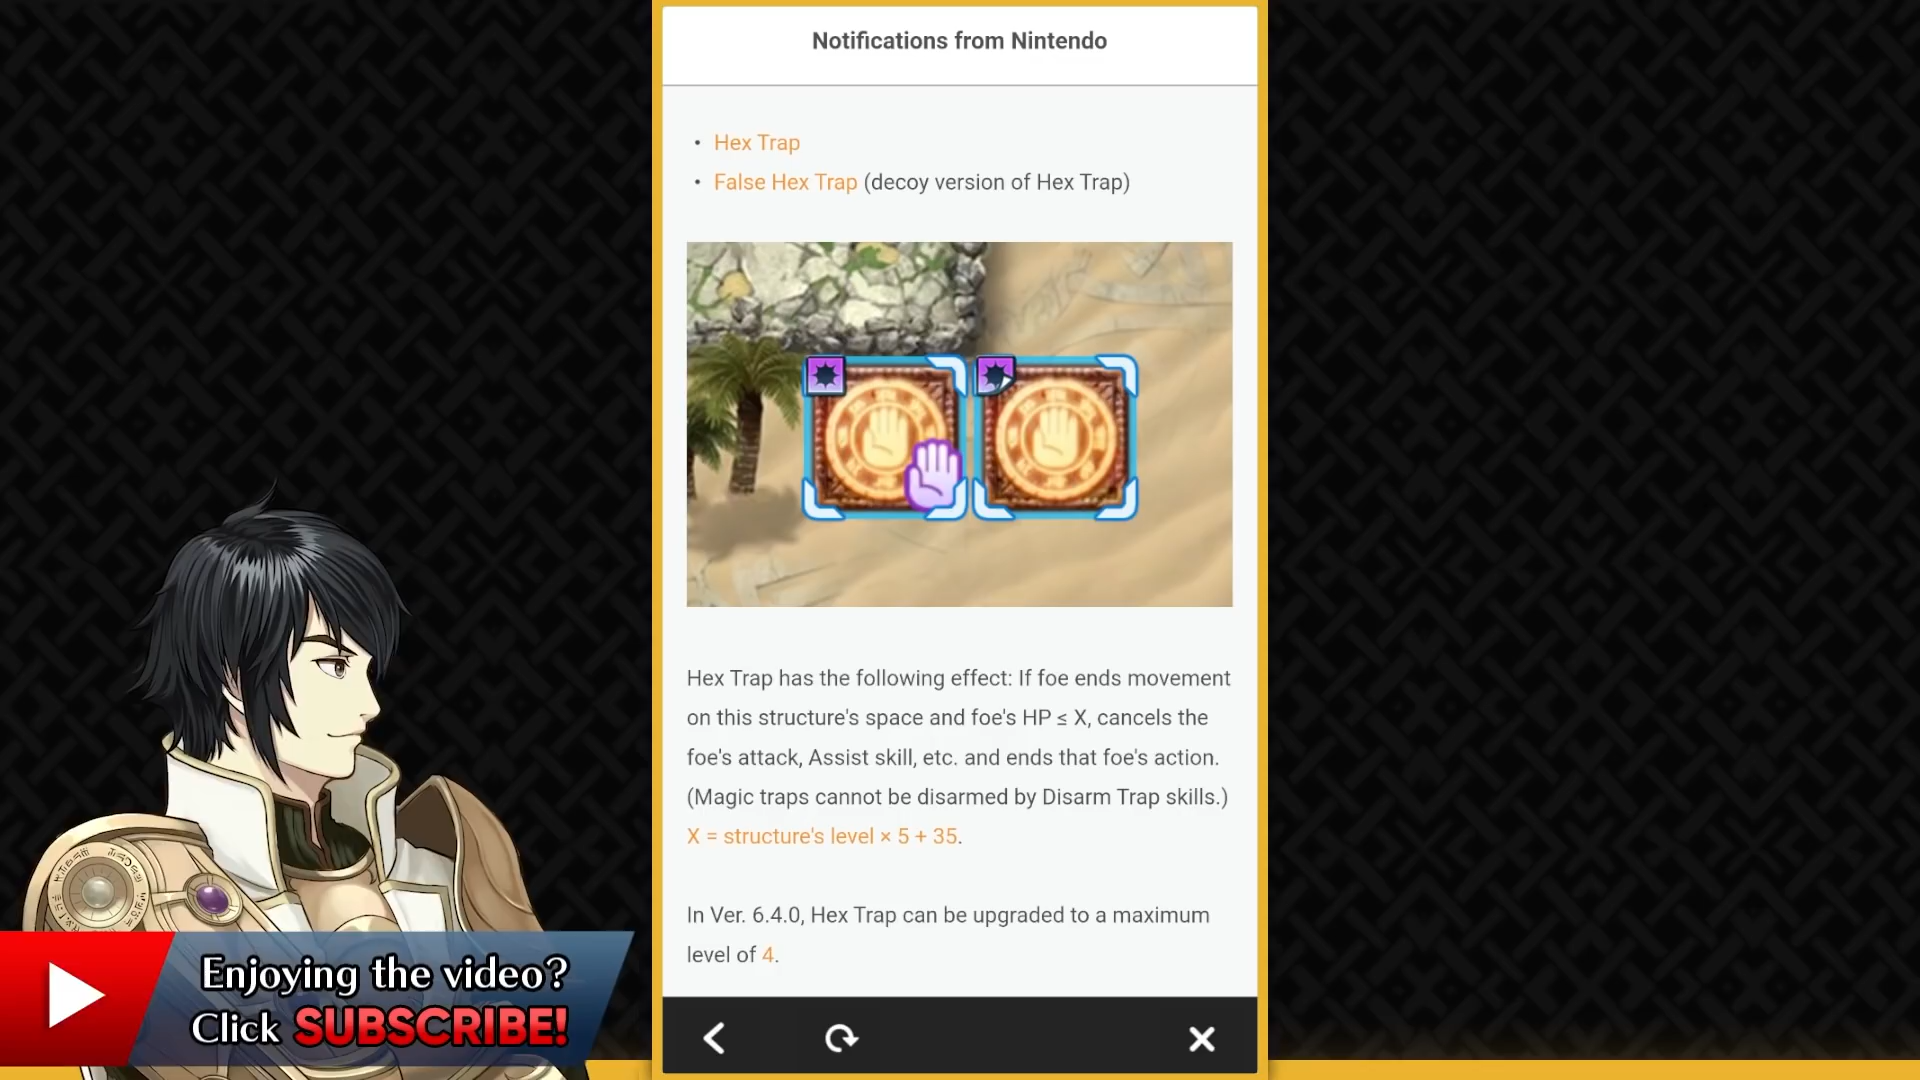 Notifications from Nintendo
• Hex Trap
• False Hex Trap (decoy version of Hex Trap)
Hex Trap has the following effect: If foe ends movement
on this structure's space and foe's HP ≤ X, cancels the
foe's attack, Assist skill, etc. and ends that foe's action.
(Magic traps cannot be disarmed by Disarm Trap skills.)
X = structure's level × 5 + 35.
In Ver. 6.4.0, Hex Trap can be upgraded to a maximum
level of 4.
Enjoying the video?
Click SUBSCRIBE!